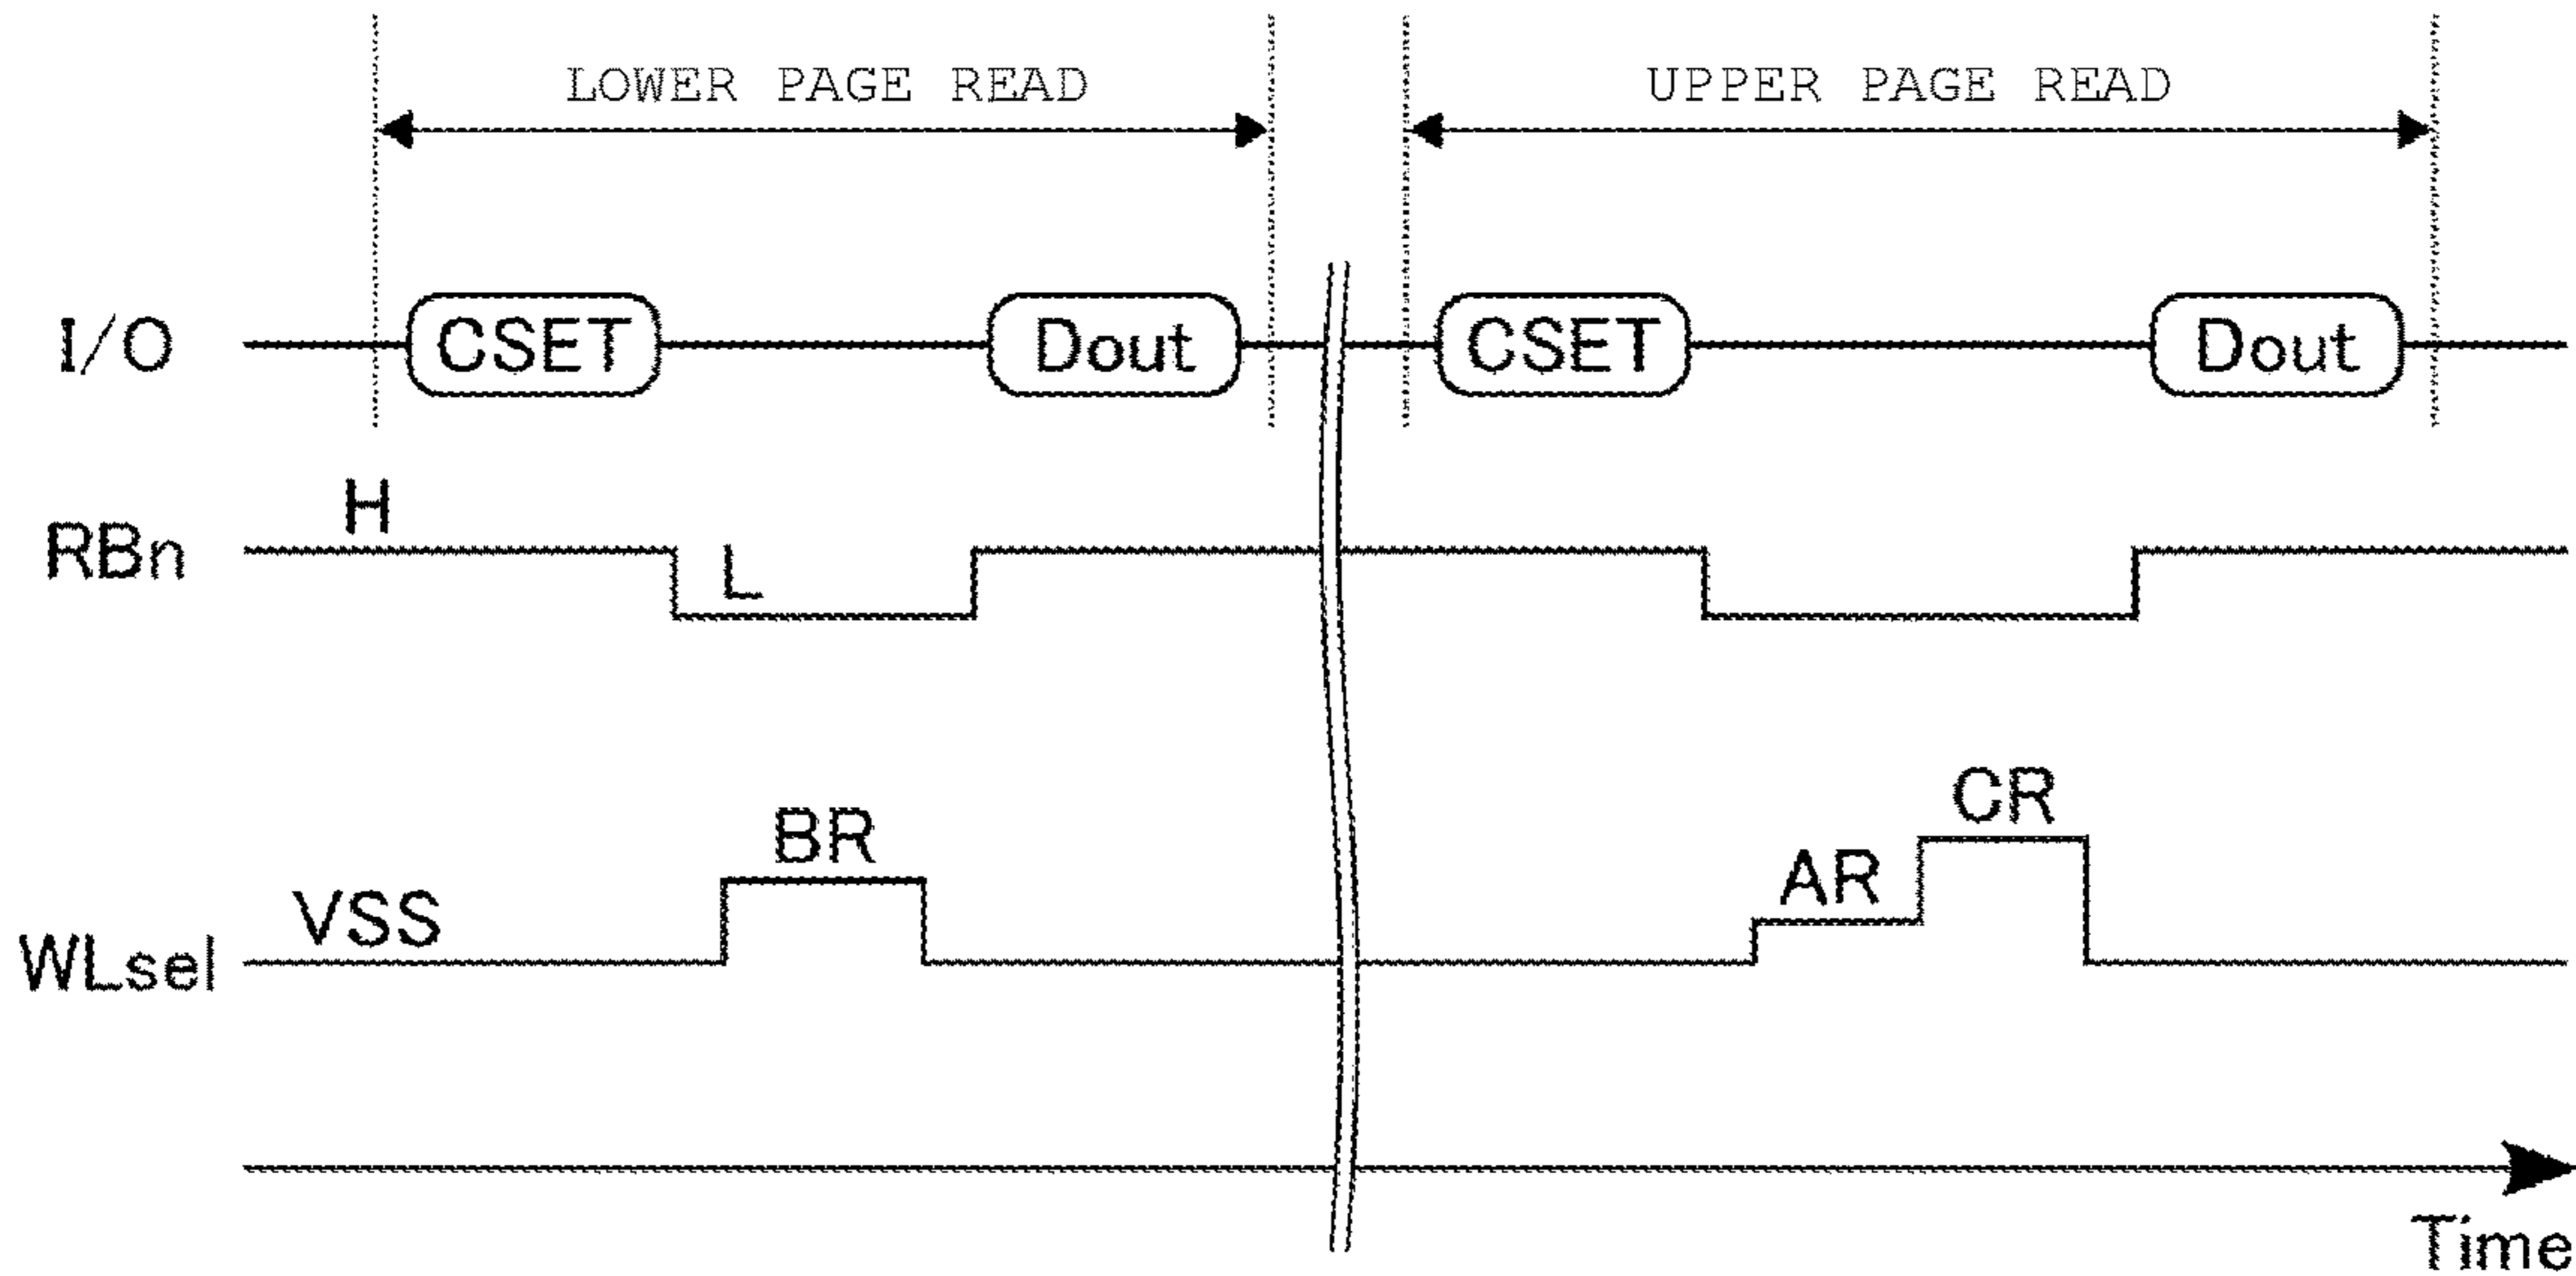 LOWER PAGE READ
UPPER PAGE READ
I/O
CSET
Dout
CSET
Dout
RBn
H
L
WLsel
VSS
BR
AR
CR
Time